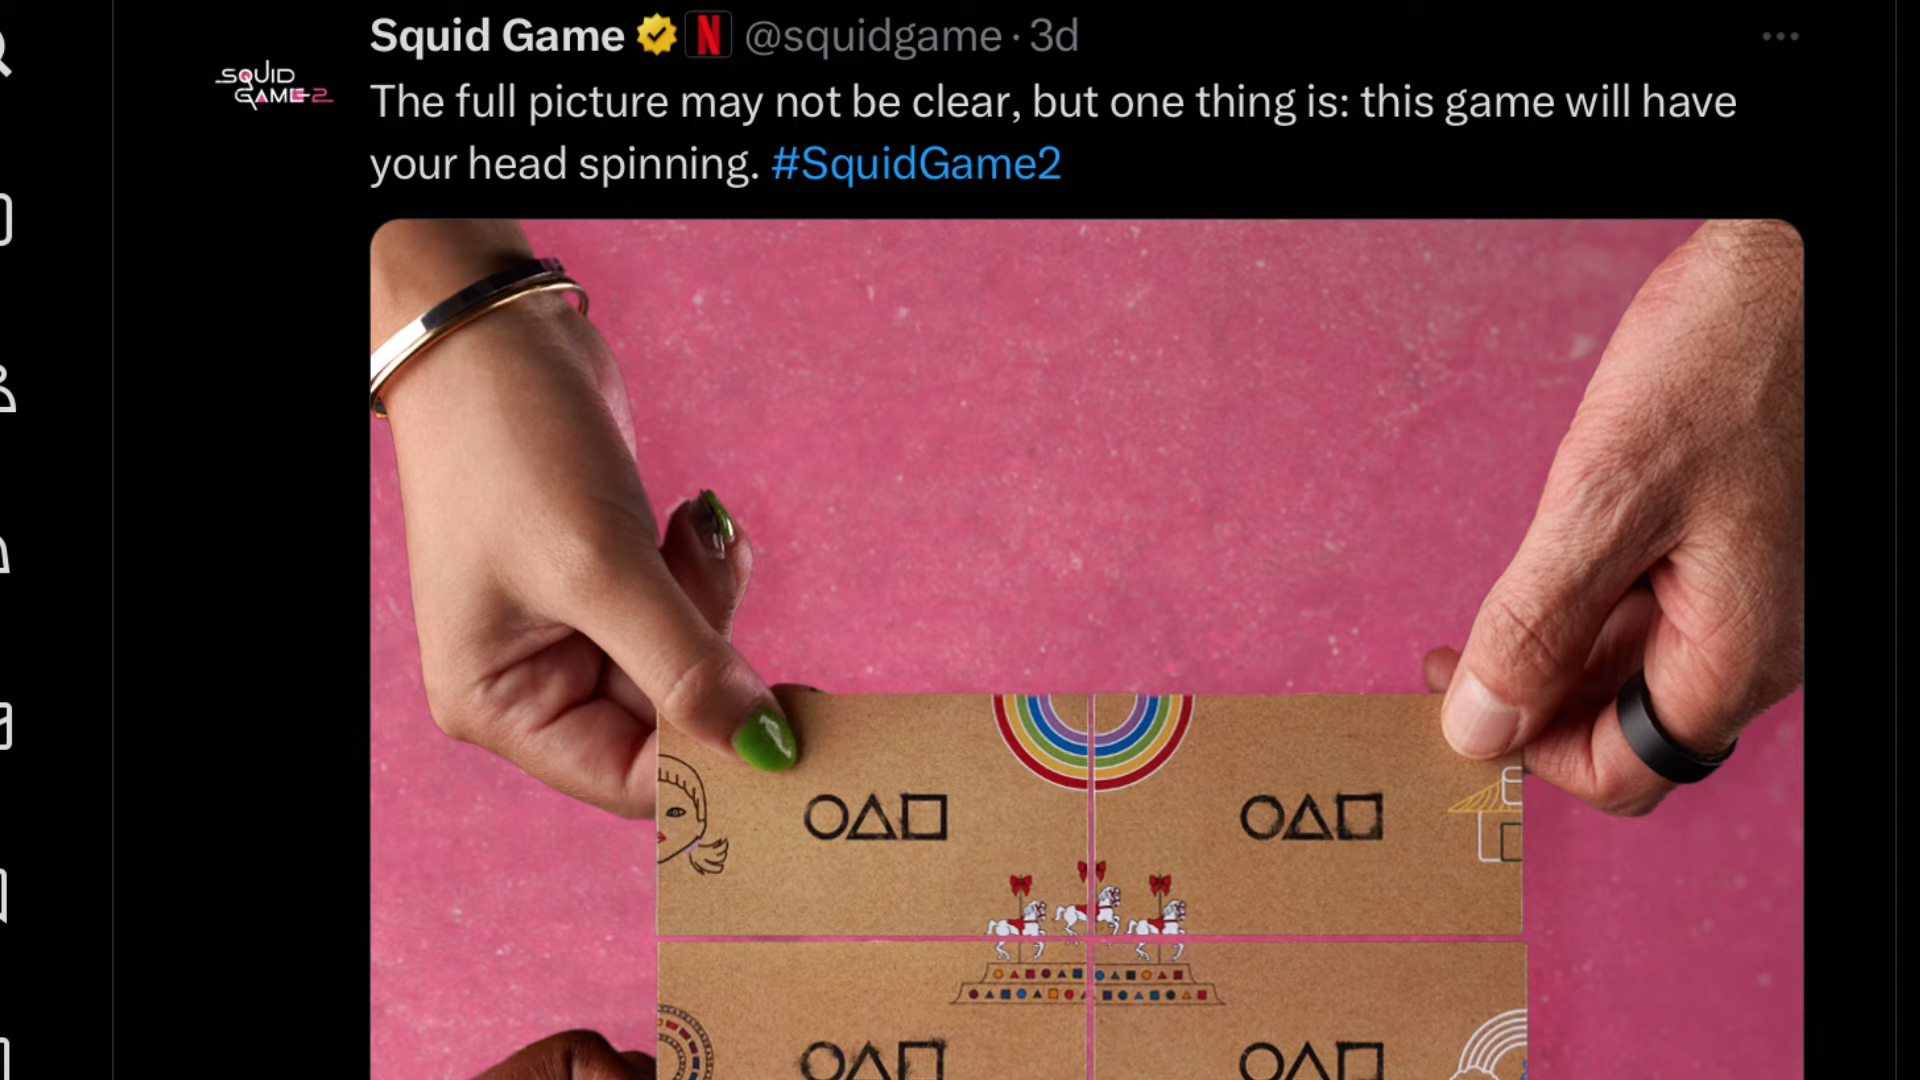 Squid Game N @squidgame · 3d
SQUID
GAME 2
The full picture may not be clear, but one thing is: this game will have
your head spinning. #SquidGame2